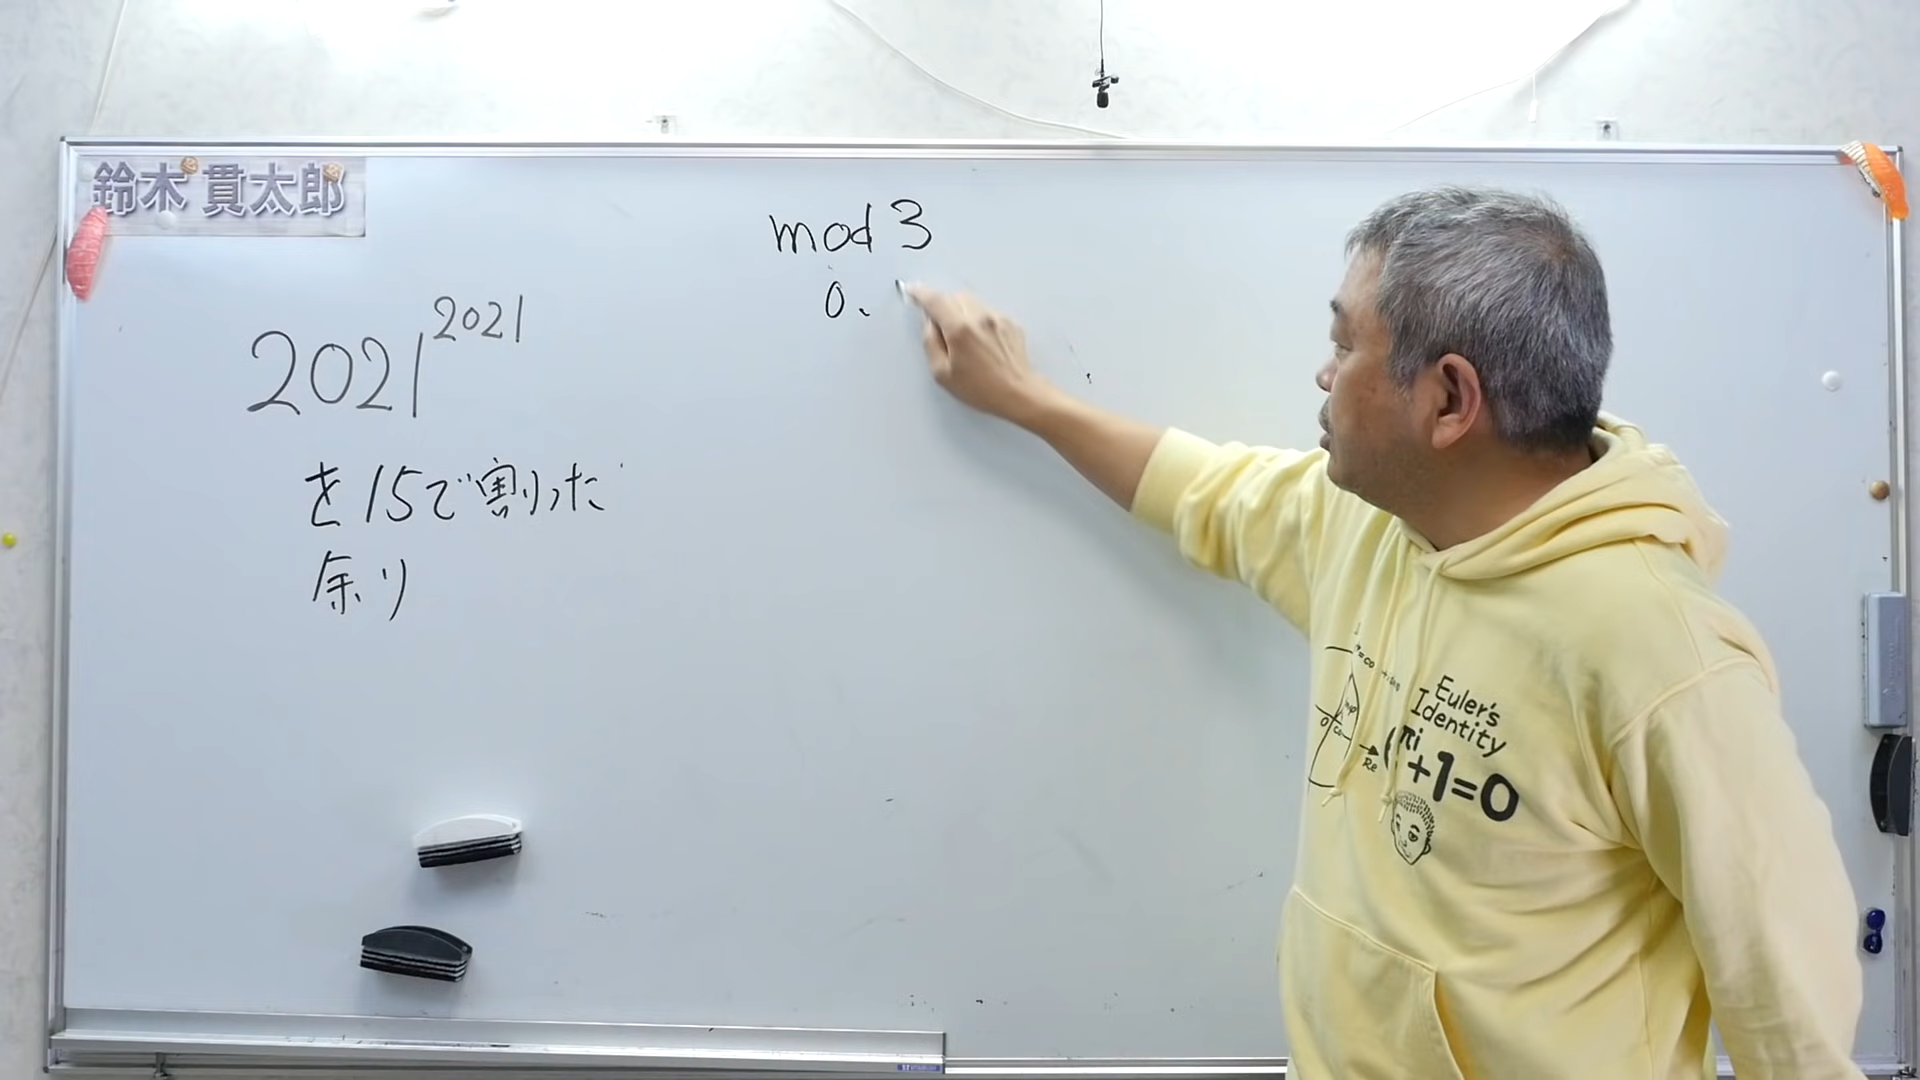 鈴木貫太郎
mod 3
0.
2021^2021
を15で割った
余り
Euler's
Identity
πi
+1=0
Re